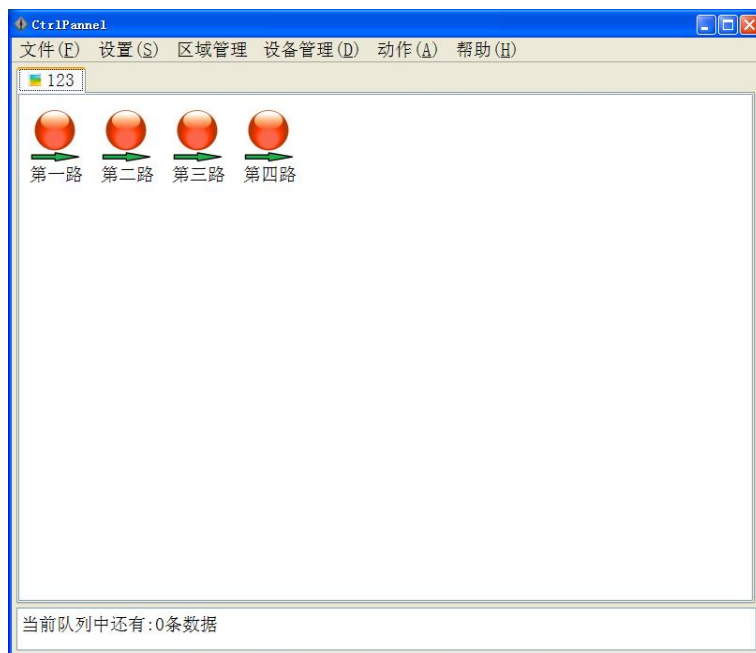 CtrlPannel
文件(F) 设置(S) 区域管理 设备管理(D) 动作(A) 帮助(H)
123
第一路 第二路 第三路 第四路
当前队列中还有:0条数据